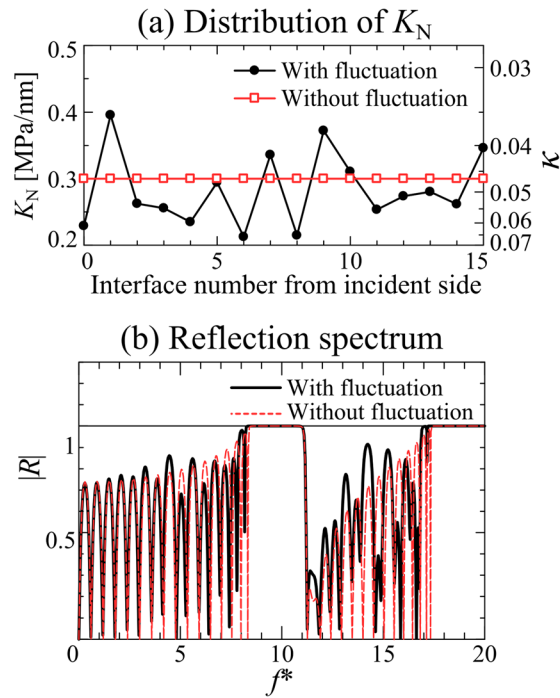 (a) Distribution of K_N
0.5
0.4
0.3
0.2
K_N [MPa/nm]
With fluctuation
Without fluctuation
0.03
0.04
0.05
0.06
0.07
κ
0 5 10 15
Interface number from incident side
(b) Reflection spectrum
With fluctuation
Without fluctuation
1
0.5
|R|
0 5 10 15 20
f*